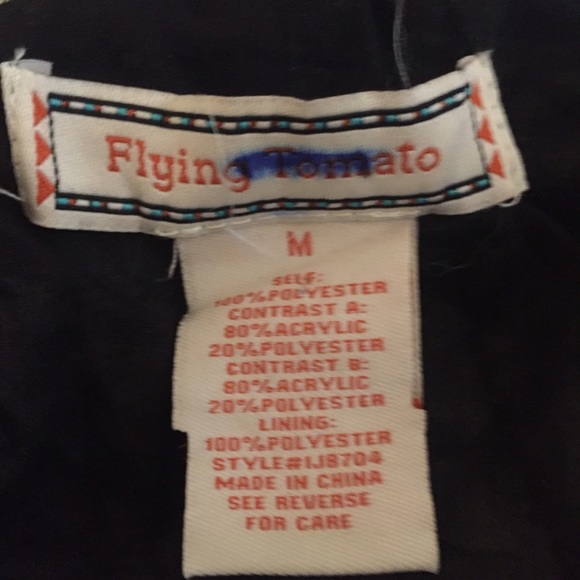 Flying Tomato
M
SELF:
100%POLYESTER
CONTRAST A:
80%ACRYLIC
20%POLYESTER
CONTRAST B:
80%ACRYLIC
20%POLYESTER
LINING:
100%POLYESTER
STYLE#IJ8704
MADE IN CHINA
SEE REVERSE
FOR CARE